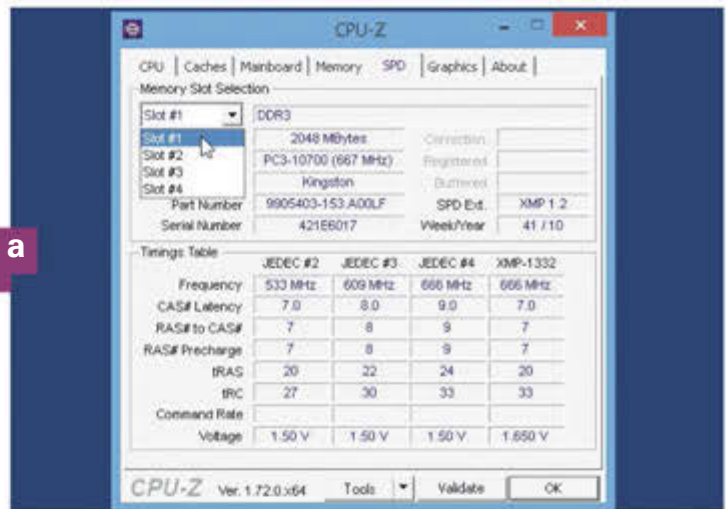 a
CPU-Z
CPU Caches Mainboard Memory SPD Graphics About
Memory Slot Selection
Slot #1 DDR3
Slot #1 2048 MBytes Correction
Slot #2 PC3-10700 (667 MHz) Registered
Slot #3 Kingston Buffered
Slot #4
Part Number 9905403-153.A00LF SPD Ext. XMP 1.2
Serial Number 421E6017 Week/Year 41 / 10
Timings Table
JEDEC #2 JEDEC #3 JEDEC #4 XMP-1332
Frequency 533 MHz 609 MHz 666 MHz 666 MHz
CAS# Latency 7.0 8.0 9.0 7.0
RAS# to CAS# 7 8 9 7
RAS# Precharge 7 8 9 7
tRAS 20 22 24 20
tRC 27 30 33 33
Command Rate
Voltage 1.50 V 1.50 V 1.50 V 1.650 V
CPU-Z Ver. 1.72.0.x64 Tools Validate OK